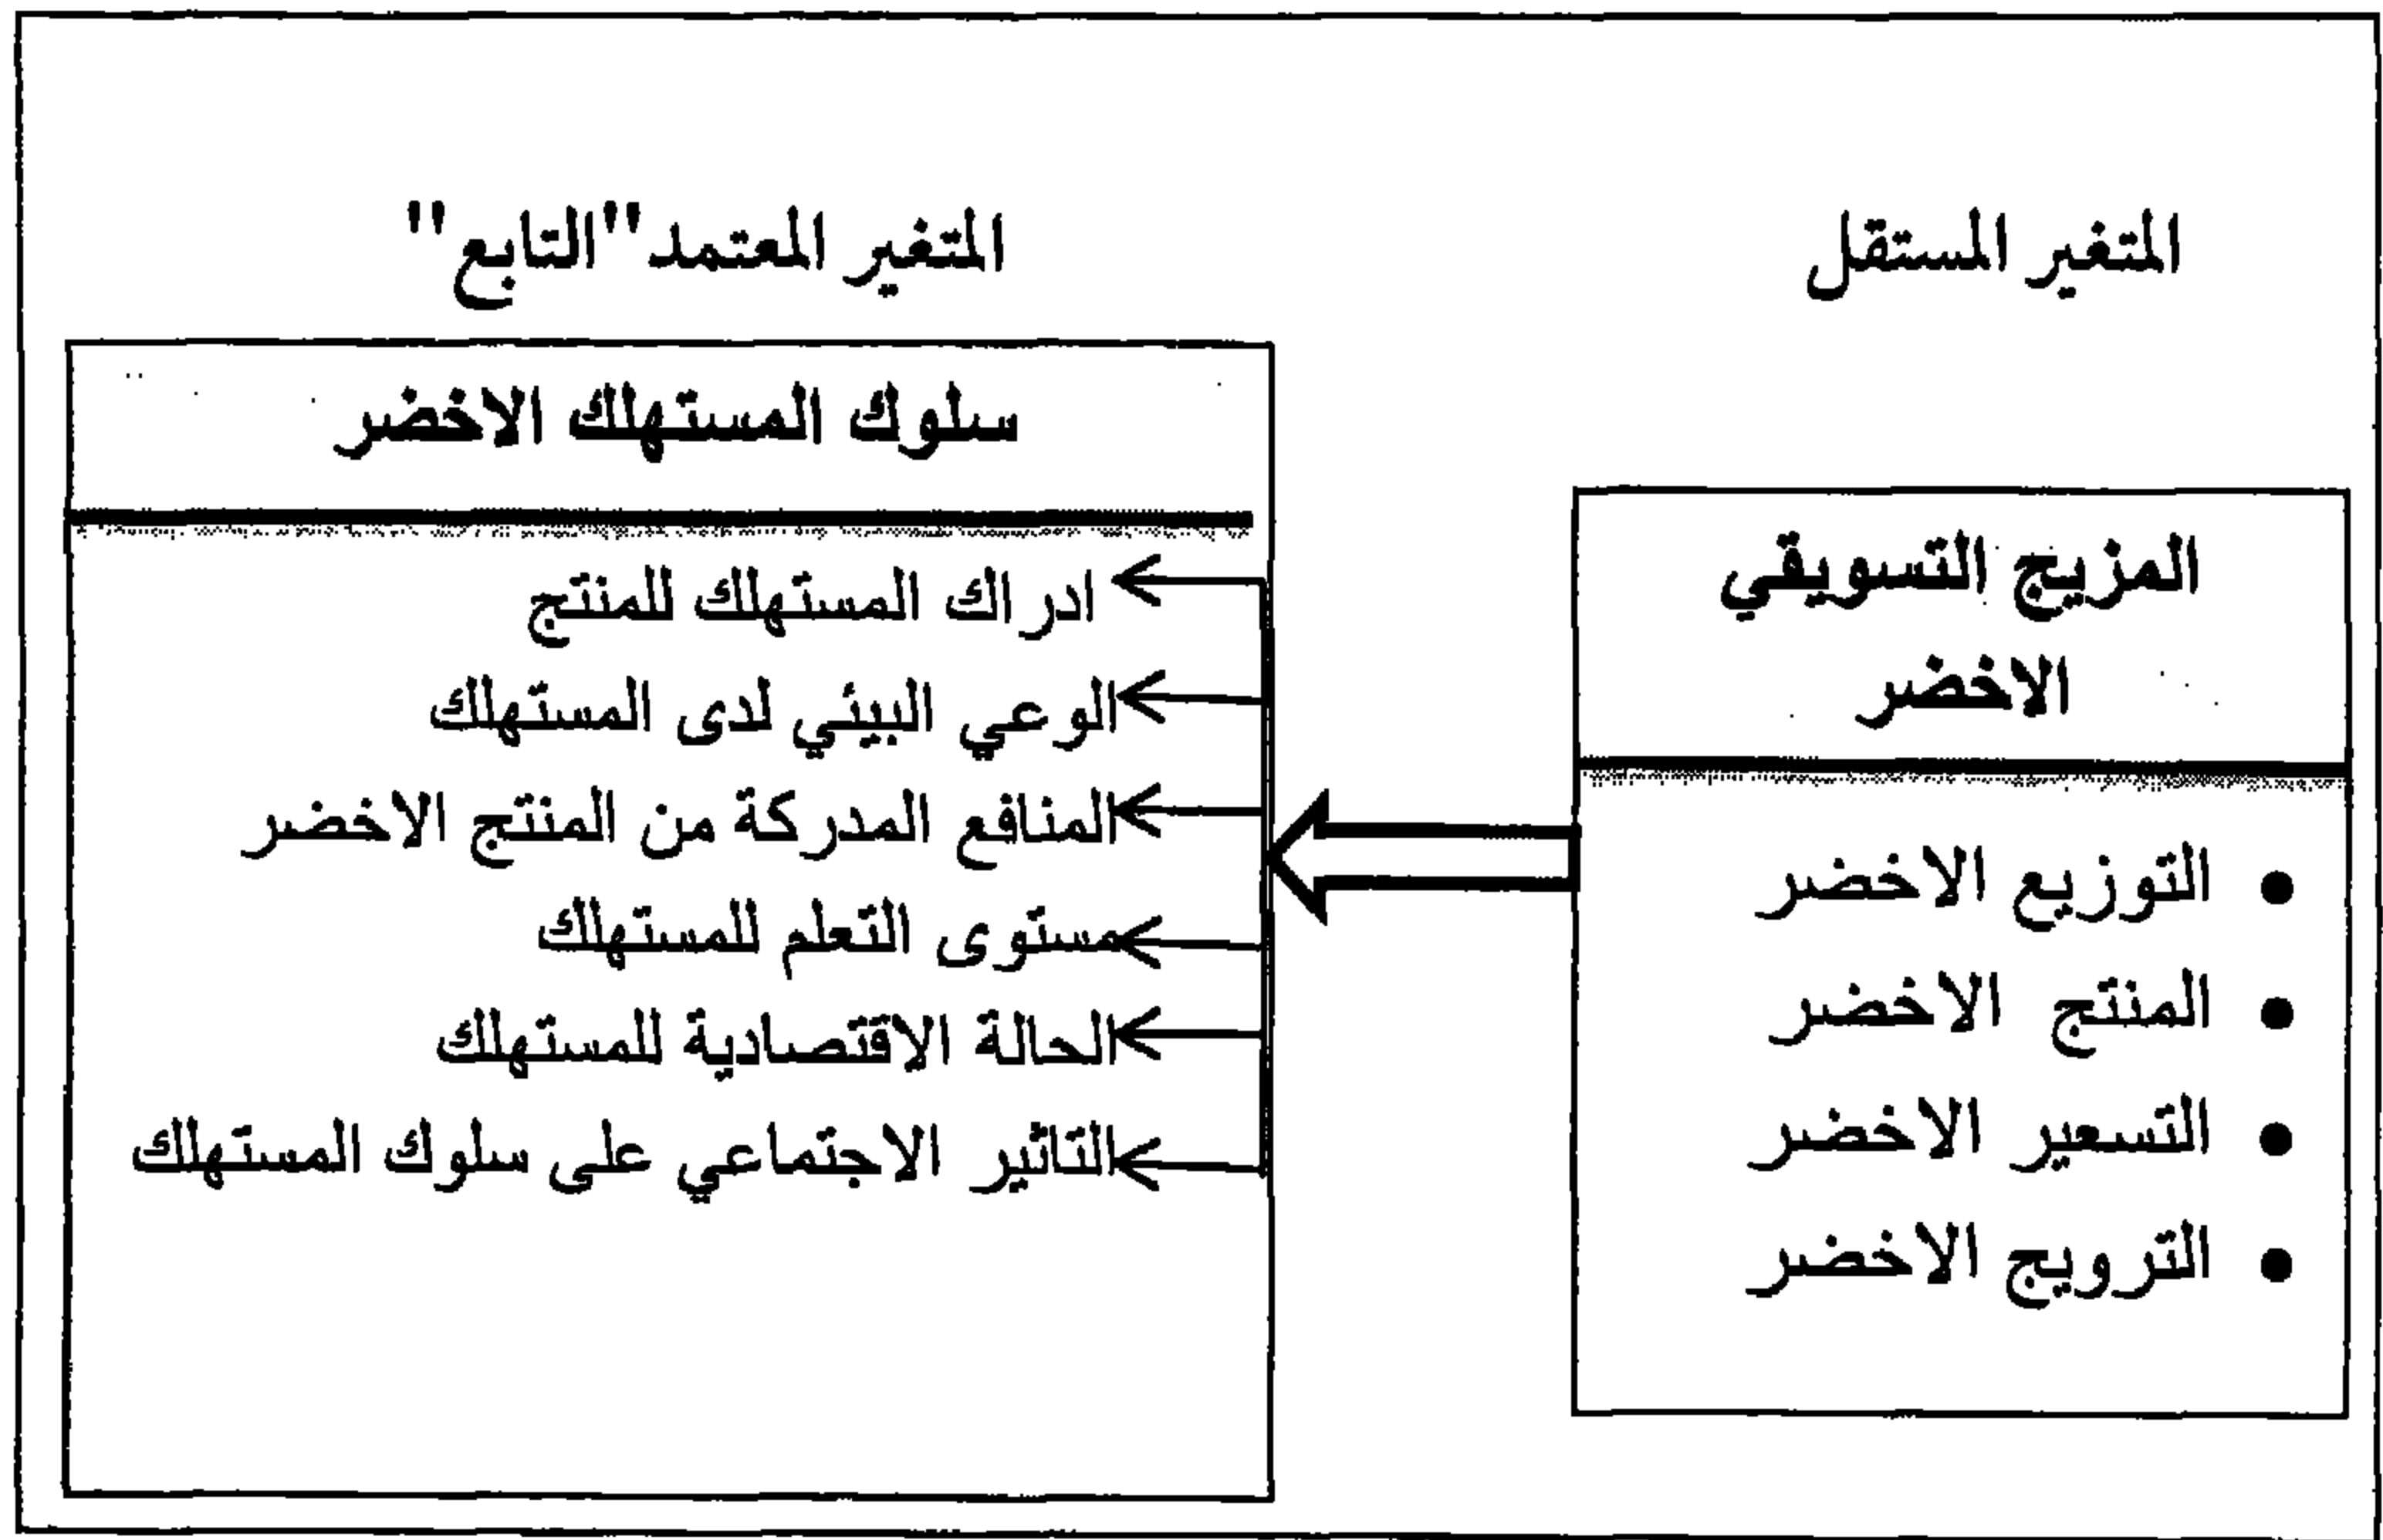 المتغير المستقل
المتغير المعتمد"التابع"
المزيج التسويقي
الاخضر
● التوزيع الاخضر
● المنتج الاخضر
● التسعير الاخضر
● الترويج الاخضر
سلوك المستهلك الاخضر
ادراك المستهلك للمنتج
الوعي البيئي لدى المستهلك
المنافع المدركة من المنتج الاخضر
مستوى التعلم للمستهلك
الحالة الاقتصادية للمستهلك
التاثير الاجتماعي على سلوك المستهلك